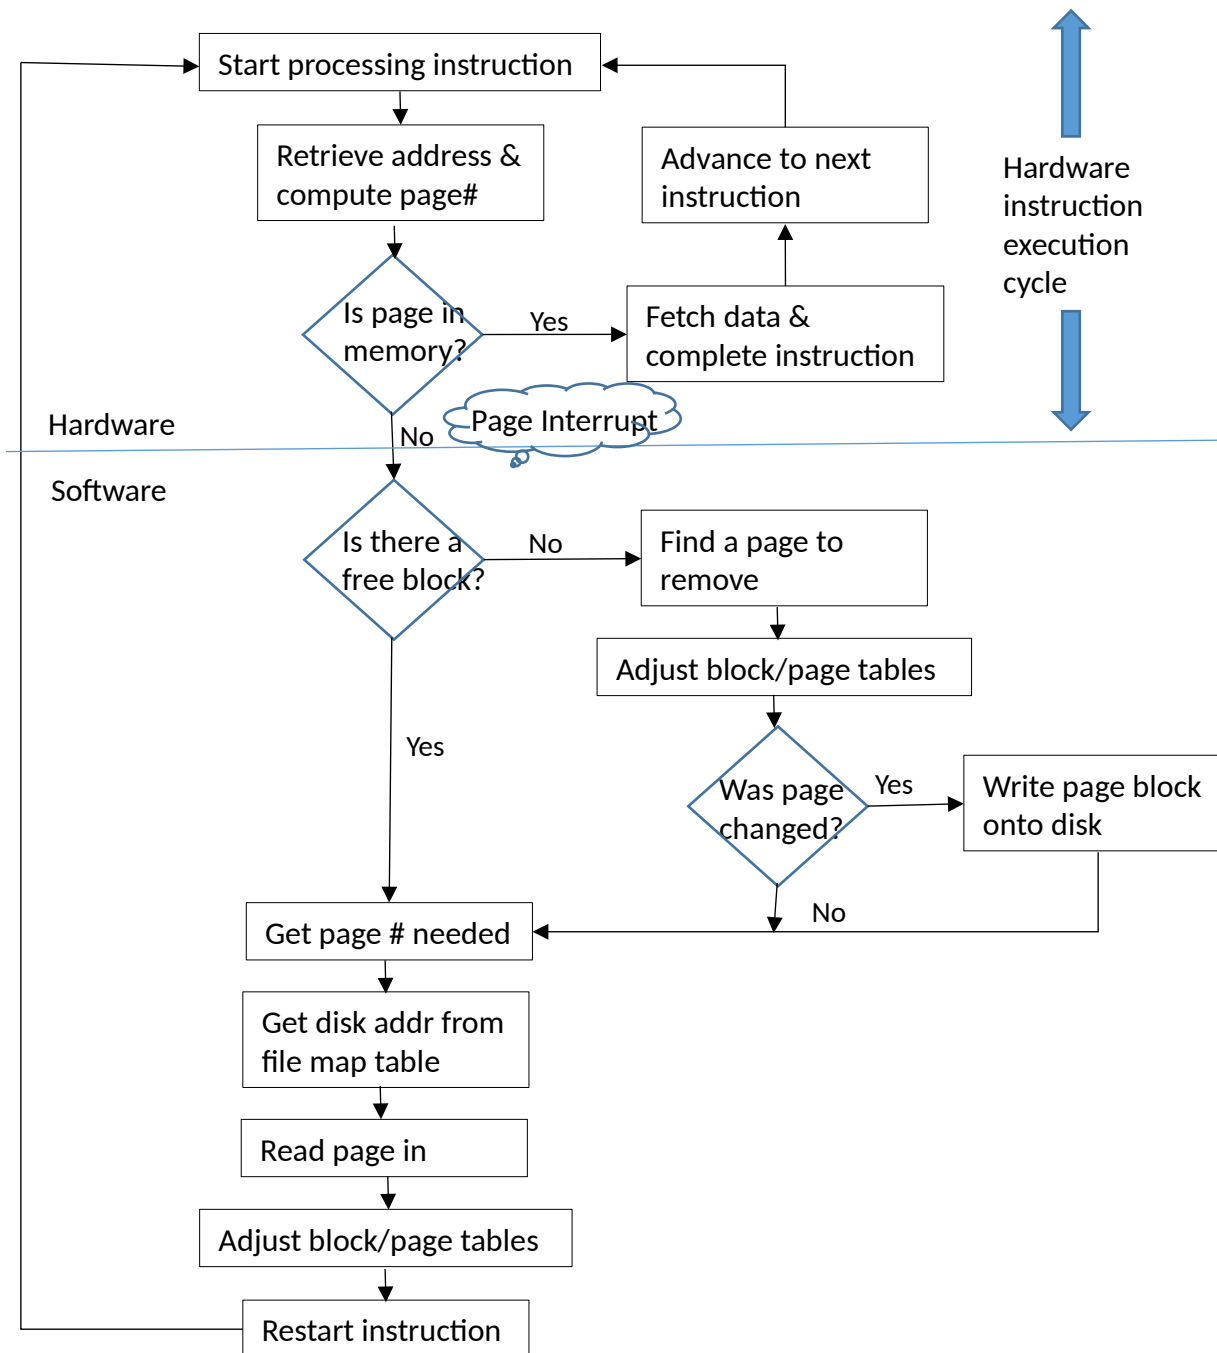 Start processing instruction
Retrieve address &
compute page#
Advance to next
instruction
Hardware
instruction
execution
cycle
Is page in
memory?
Yes
Fetch data &
complete instruction
Page Interrupt
Hardware
No
Software
Is there a
free block?
No
Find a page to
remove
Adjust block/page tables
Yes
Was page
changed?
Yes
Write page block
onto disk
No
Get page # needed
Get disk addr from
file map table
Read page in
Adjust block/page tables
Restart instruction